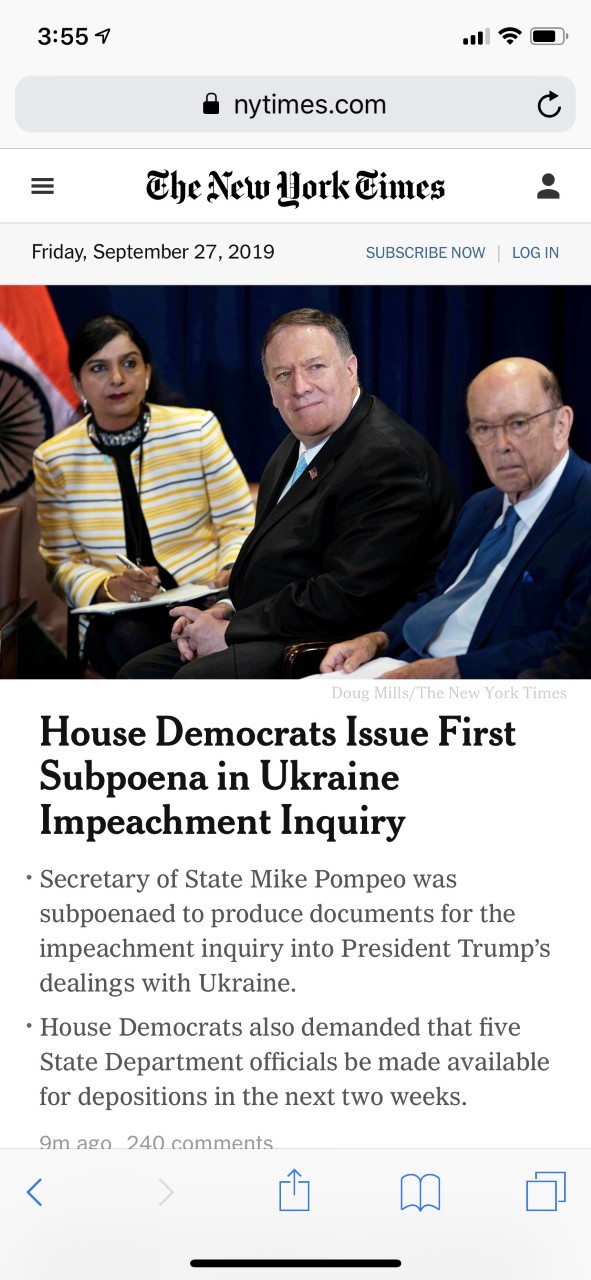 3:55
nytimes.com
The New York Times
Friday, September 27, 2019
SUBSCRIBE NOW | LOG IN
Doug Mills/The New York Times
House Democrats Issue First
Subpoena in Ukraine
Impeachment Inquiry
· Secretary of State Mike Pompeo was
subpoenaed to produce documents for the
impeachment inquiry into President Trump’s
dealings with Ukraine.
· House Democrats also demanded that five
State Department officials be made available
for depositions in the next two weeks.
9m ago 240 comments